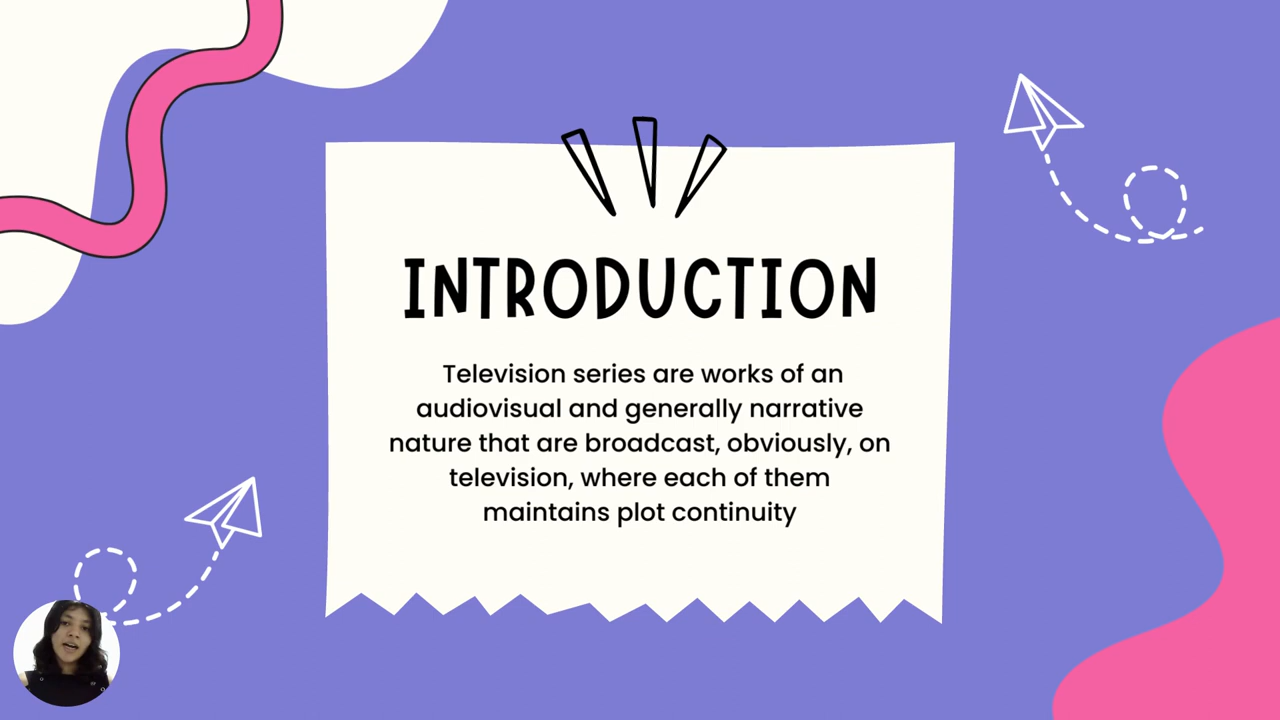 INTRODUCTION
Television series are works of an
audiovisual and generally narrative
nature that are broadcast, obviously, on
television, where each of them
maintains plot continuity